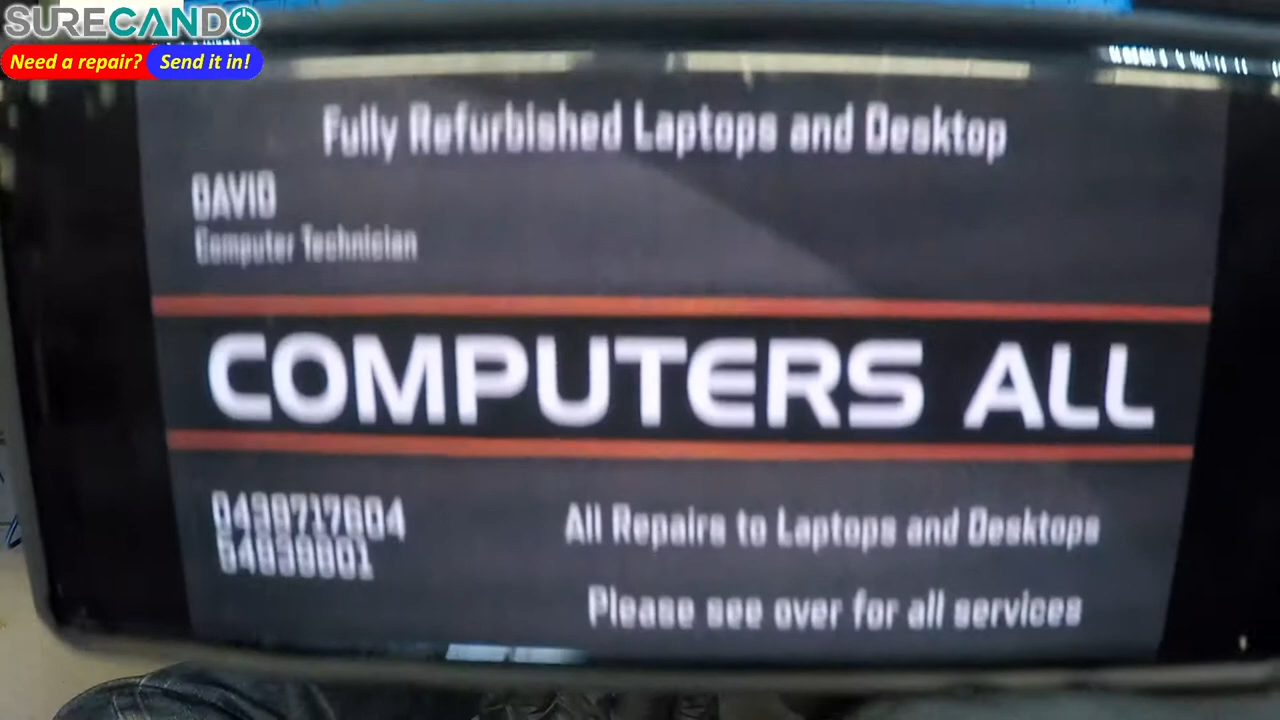 SURECANDO
Need a repair? Send it in!
Fully Refurbished Laptops and Desktop
DAVID
Computer Technician
COMPUTERS ALL
All Repairs to Laptops and Desktops
Please see over for all services